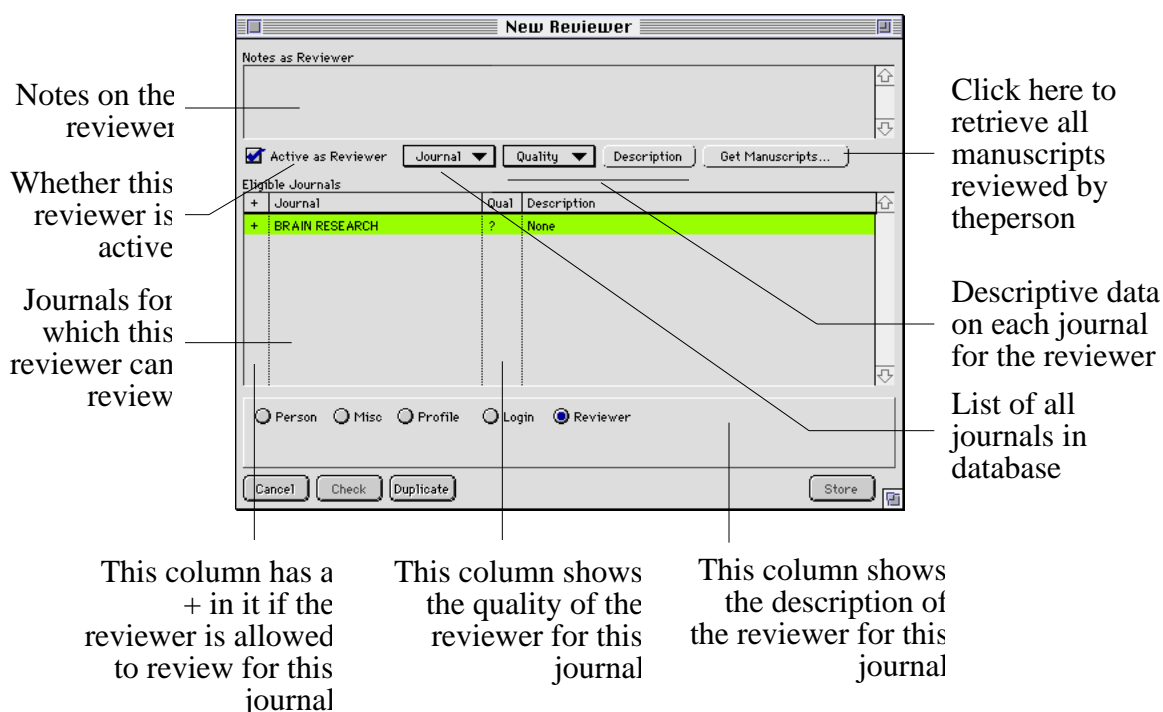 New Reviewer
Notes as Reviewer
Notes on the
reviewer
Click here to
retrieve all
manuscripts
reviewed by
theperson
Active as Reviewer Journal Quality Description Get Manuscripts...
Whether this
reviewer is
active
Eligible Journals
+ Journal Qual Description
+ BRAIN RESEARCH ? None
Journals for
which this
reviewer can
review
Descriptive data
on each journal
for the reviewer
List of all
journals in
database
Person Misc Profile Login Reviewer
Cancel Check Duplicate Store
This column has a
+ in it if the
reviewer is allowed
to review for this
journal
This column shows
the quality of the
reviewer for this
journal
This column shows
the description of
the reviewer for this
journal